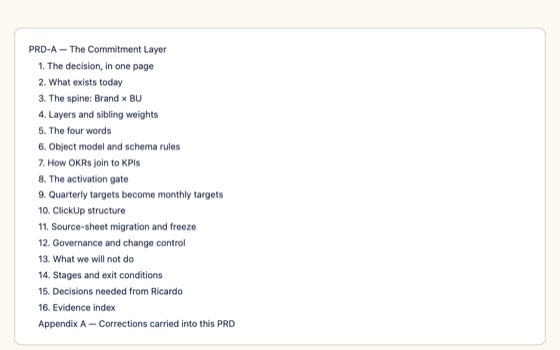 PRD-A — The Commitment Layer
1. The decision, in one page
2. What exists today
3. The spine: Brand × BU
4. Layers and sibling weights
5. The four words
6. Object model and schema rules
7. How OKRs join to KPIs
8. The activation gate
9. Quarterly targets become monthly targets
10. ClickUp structure
11. Source-sheet migration and freeze
12. Governance and change control
13. What we will not do
14. Stages and exit conditions
15. Decisions needed from Ricardo
16. Evidence index
Appendix A — Corrections carried into this PRD